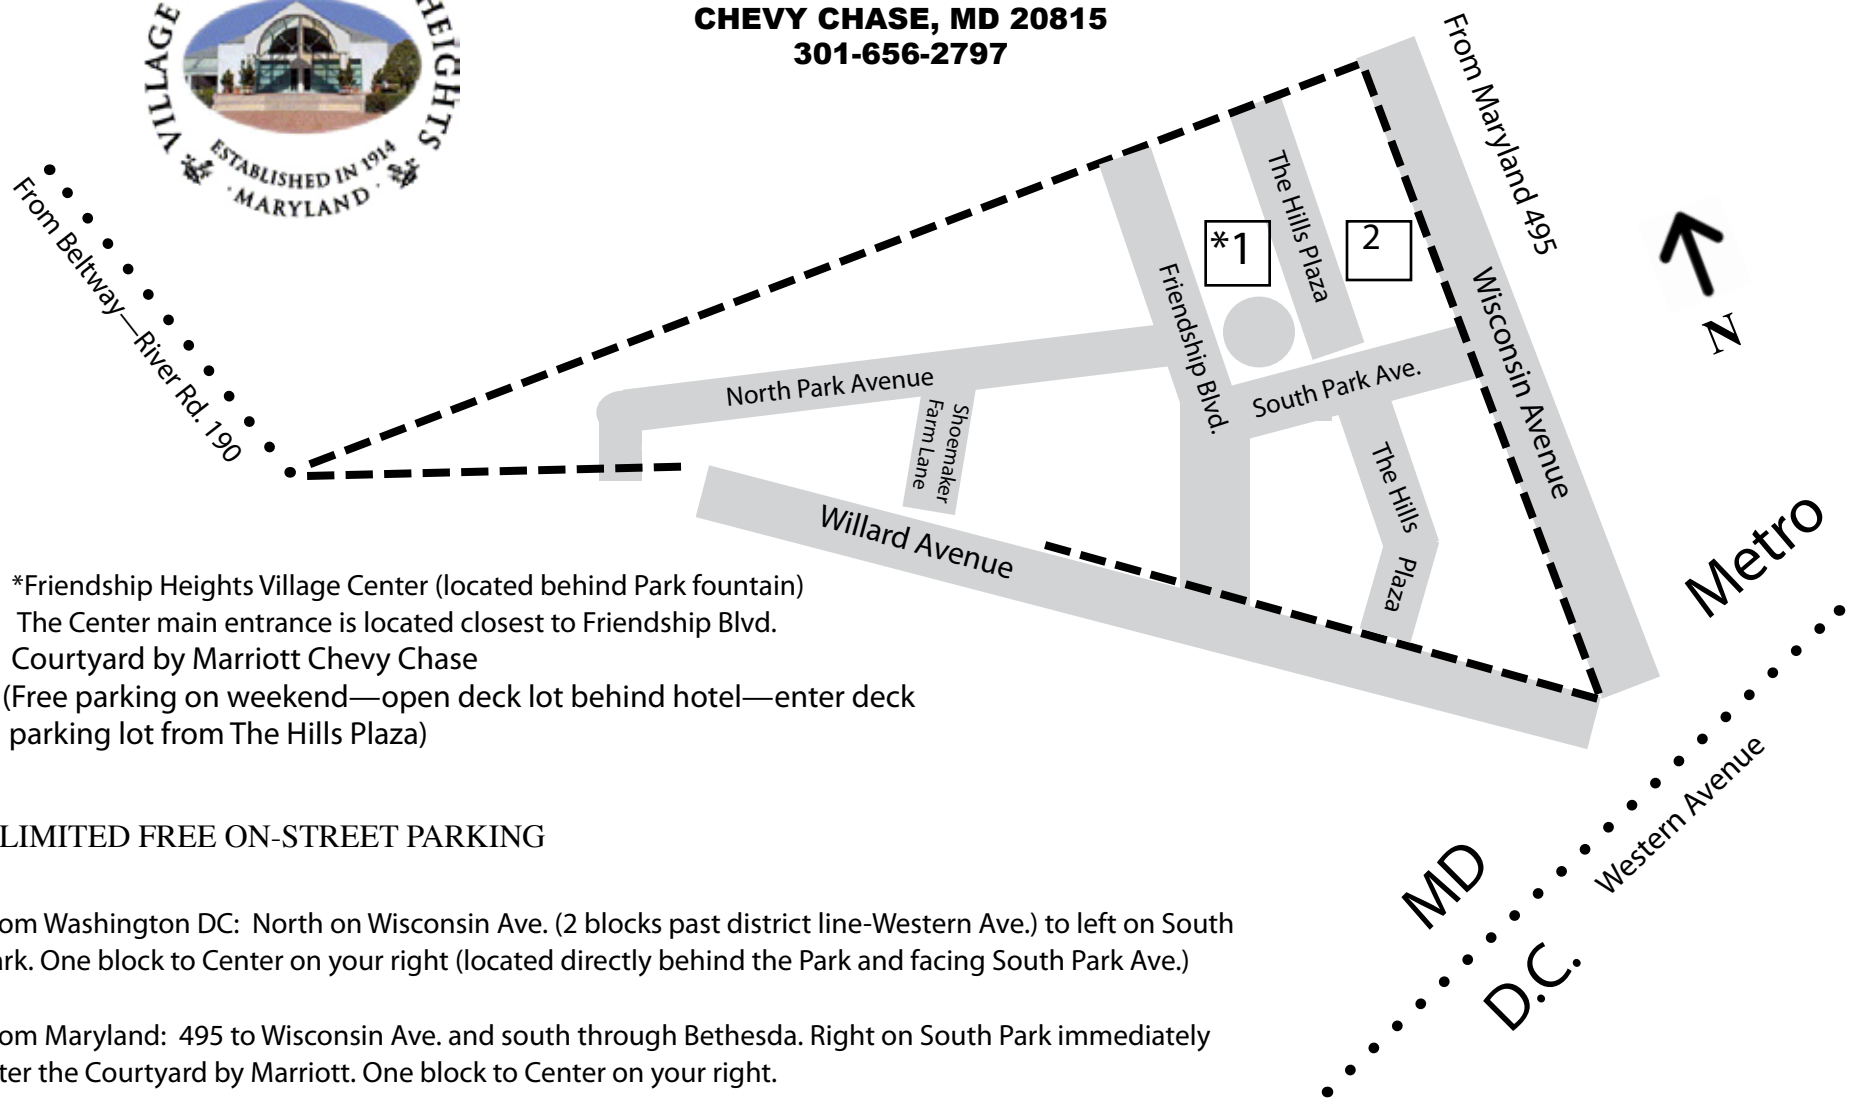 VILLAGE
HEIGHTS
ESTABLISHED IN 1914
· MARYLAND ·
CHEVY CHASE, MD 20815
301-656-2797
From Maryland 495
From Beltway—River Rd. 190
The Hills Plaza
*1
2
Friendship Blvd.
Wisconsin Avenue
N
North Park Avenue
South Park Ave.
Shoemaker
Farm Lane
The Hills
Plaza
Willard Avenue
Metro
*Friendship Heights Village Center (located behind Park fountain)
The Center main entrance is located closest to Friendship Blvd.
Courtyard by Marriott Chevy Chase
(Free parking on weekend—open deck lot behind hotel—enter deck
parking lot from The Hills Plaza)
Western Avenue
MD
D.C.
LIMITED FREE ON-STREET PARKING
om Washington DC: North on Wisconsin Ave. (2 blocks past district line-Western Ave.) to left on South
ark. One block to Center on your right (located directly behind the Park and facing South Park Ave.)
om Maryland: 495 to Wisconsin Ave. and south through Bethesda. Right on South Park immediately
ter the Courtyard by Marriott. One block to Center on your right.